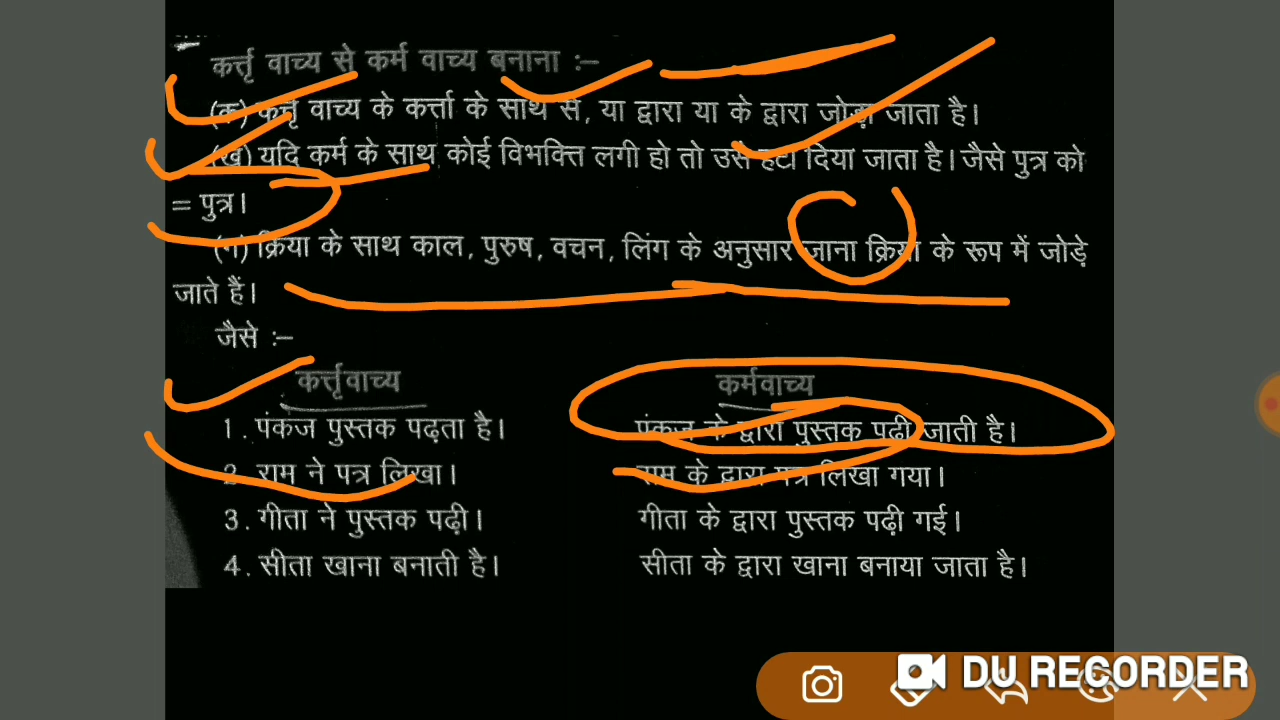 कर्त्तृ वाच्य से कर्म वाच्य बनाना :–
(क) कर्त्तृ वाच्य के कर्त्ता के साथ से, या द्वारा या के द्वारा जोड़ा जाता है।
(ख) यदि कर्म के साथ कोई विभक्ति लगी हो तो उसे हटा दिया जाता है। जैसे पुत्र को
= पुत्र।
(ग) क्रिया के साथ काल, पुरुष, वचन, लिंग के अनुसार जाना क्रिया के रूप में जोड़े
जाते हैं।
जैसे :–
कर्त्तृवाच्य कर्मवाच्य
1. पंकज पुस्तक पढ़ता है। पंकज के द्वारा पुस्तक पढ़ी जाती है।
2. राम ने पत्र लिखा। राम के द्वारा पत्र लिखा गया।
3. गीता ने पुस्तक पढ़ी। गीता के द्वारा पुस्तक पढ़ी गई।
4. सीता खाना बनाती है। सीता के द्वारा खाना बनाया जाता है।
DU RECORDER